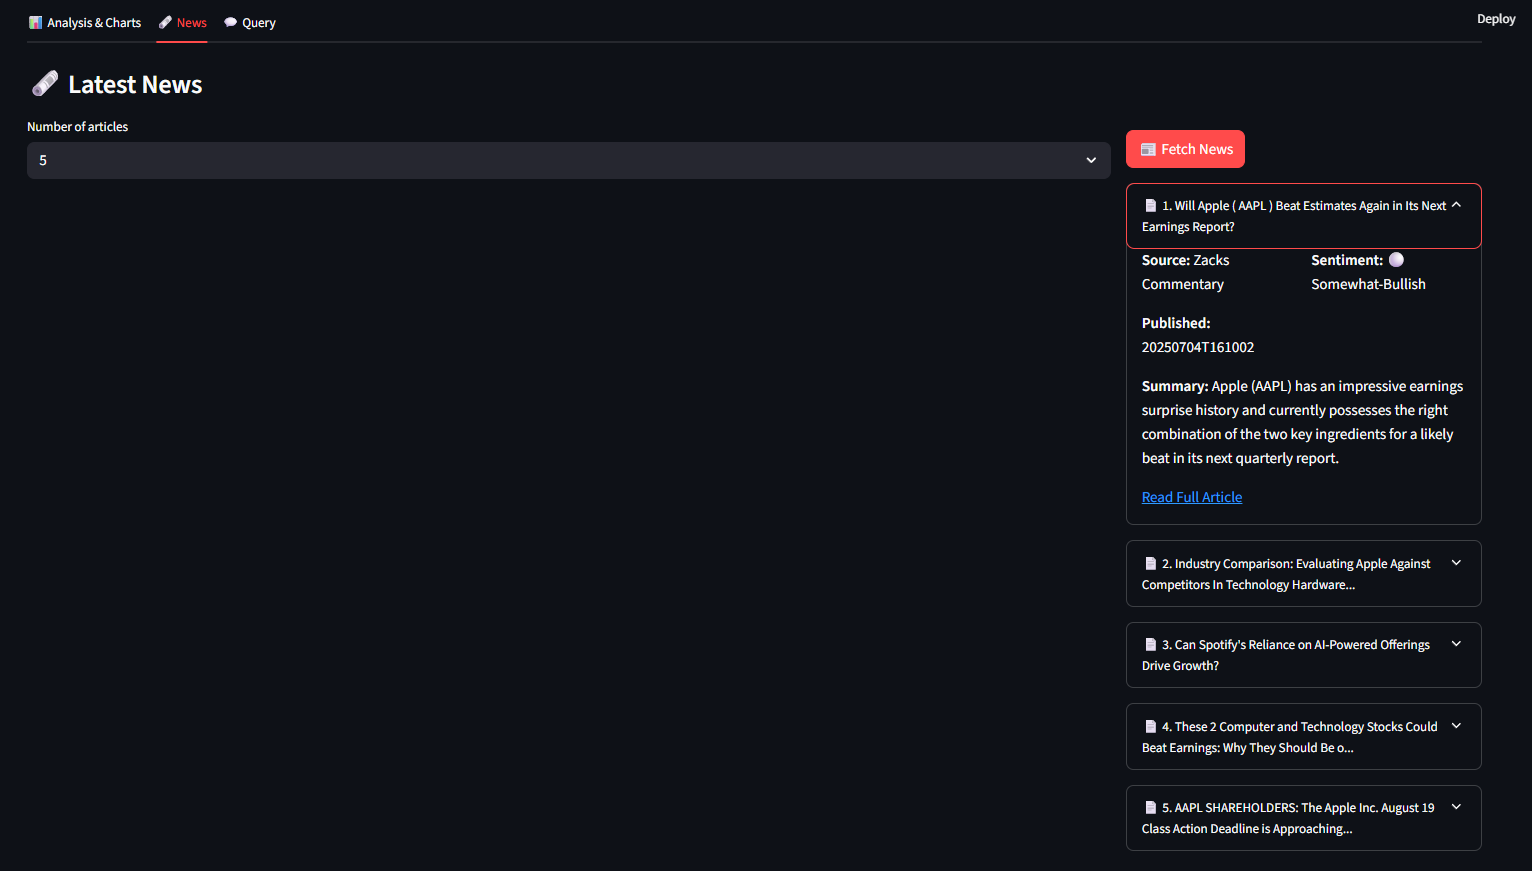 Analysis & Charts
News
Query
Deploy
Latest News
Number of articles
5
Fetch News
1. Will Apple ( AAPL ) Beat Estimates Again in Its Next
Earnings Report?
Source: Zacks
Commentary
Sentiment:
Somewhat-Bullish
Published:
20250704T161002
Summary: Apple (AAPL) has an impressive earnings
surprise history and currently possesses the right
combination of the two key ingredients for a likely
beat in its next quarterly report.
Read Full Article
2. Industry Comparison: Evaluating Apple Against
Competitors In Technology Hardware...
3. Can Spotify's Reliance on AI-Powered Offerings
Drive Growth?
4. These 2 Computer and Technology Stocks Could
Beat Earnings: Why They Should Be o...
5. AAPL SHAREHOLDERS: The Apple Inc. August 19
Class Action Deadline is Approaching...